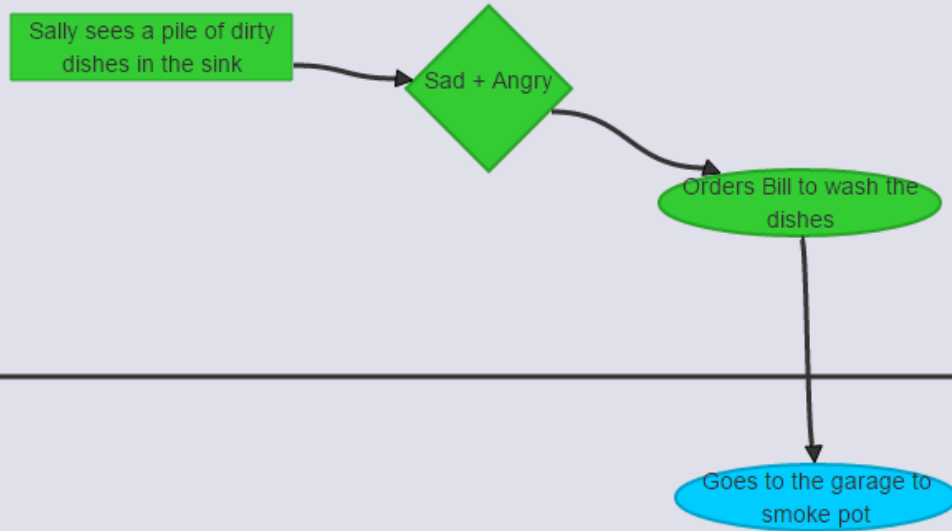 Sally sees a pile of dirty
dishes in the sink
Sad + Angry
Orders Bill to wash the
dishes
Goes to the garage to
smoke pot